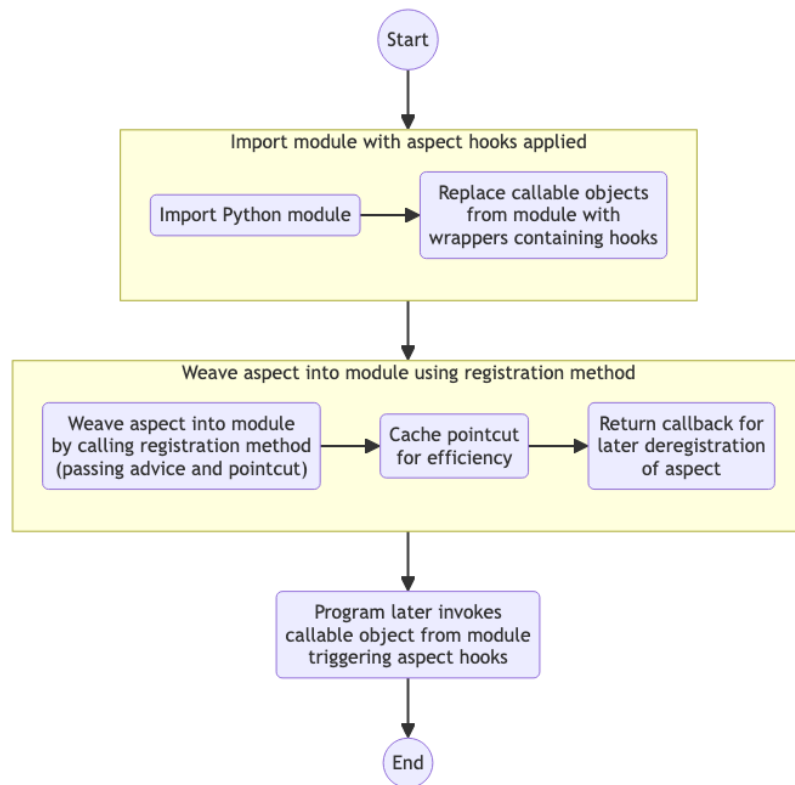 Start
Import module with aspect hooks applied
Import Python module
Replace callable objects
from module with
wrappers containing hooks
Weave aspect into module using registration method
Weave aspect into module
by calling registration method
(passing advice and pointcut)
Cache pointcut
for efficiency
Return callback for
later deregistration
of aspect
Program later invokes
callable object from module
triggering aspect hooks
End